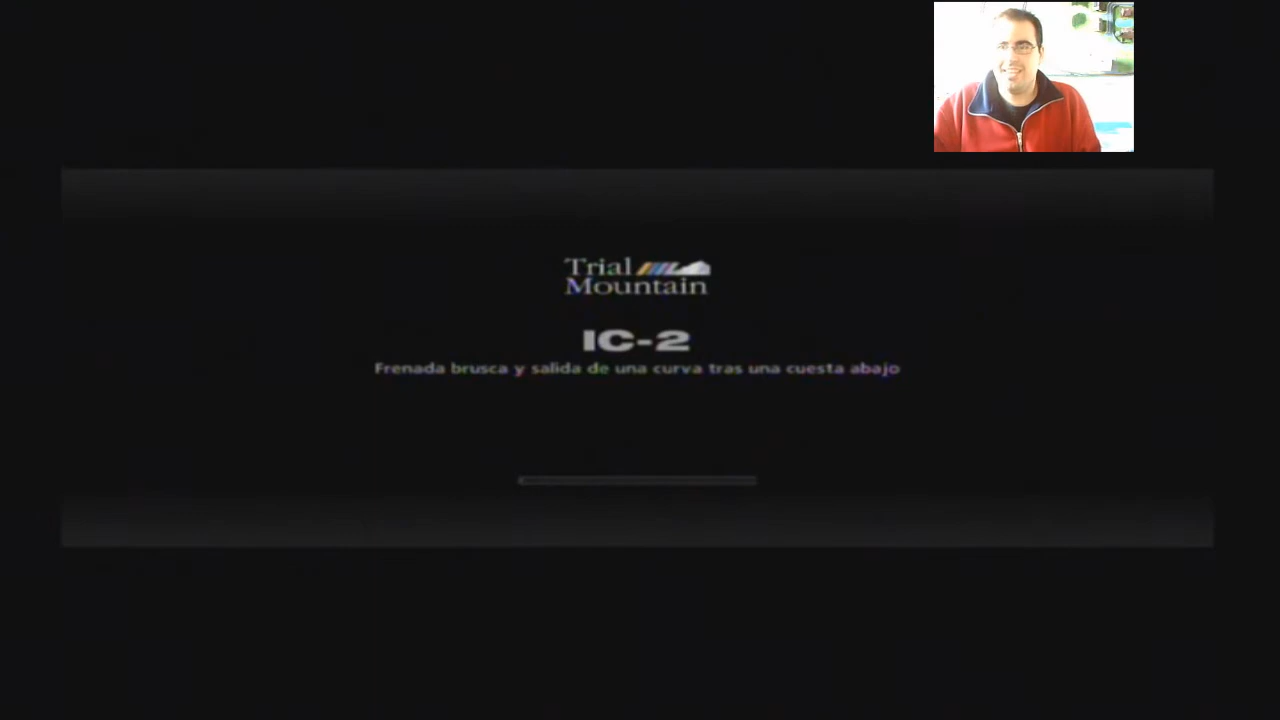 Trial
Mountain
IC-2
Frenada brusca y salida de una curva tras una cuesta abajo